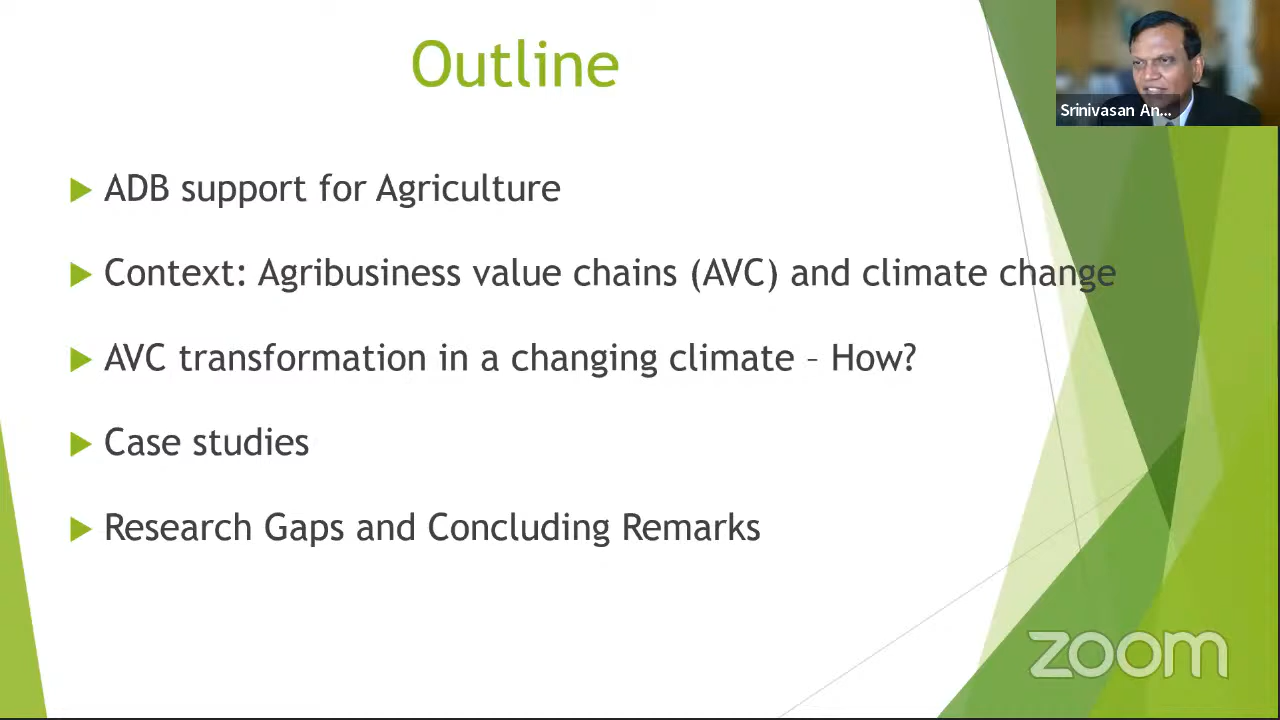 Outline
Srinivasan An...
ADB support for Agriculture
Context: Agribusiness value chains (AVC) and climate change
AVC transformation in a changing climate – How?
Case studies
Research Gaps and Concluding Remarks
zoom